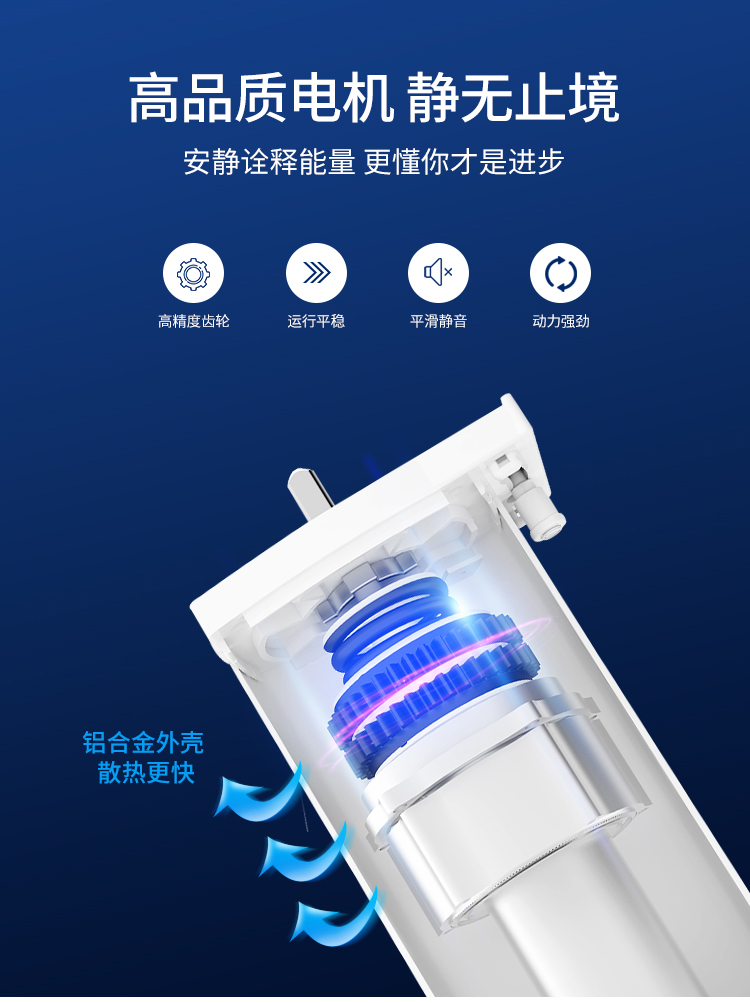 高品质电机 静无止境
安静诠释能量 更懂你才是进步
高精度齿轮
运行平稳
平滑静音
动力强劲
铝合金外壳
散热更快